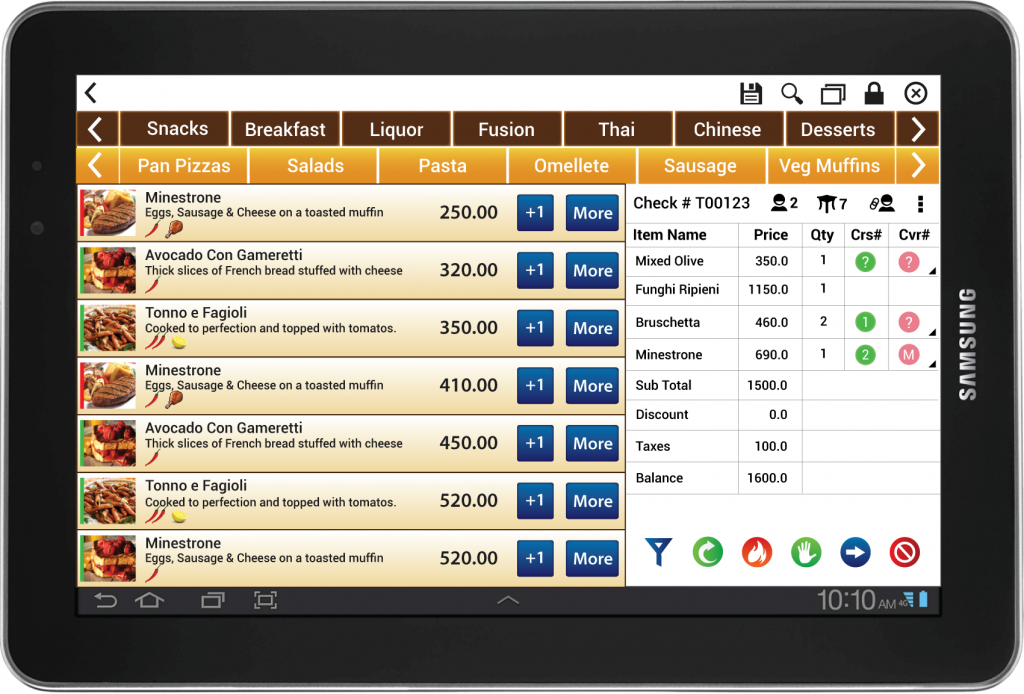 Snacks Breakfast Liquor Fusion Thai Chinese Desserts
Pan Pizzas Salads Pasta Omellete Sausage Veg Muffins
Minestrone
Eggs, Sausage & Cheese on a toasted muffin
250.00 +1 More
Avocado Con Gameretti
Thick slices of French bread stuffed with cheese
320.00 +1 More
Tonno e Fagioli
Cooked to perfection and topped with tomatos.
350.00 +1 More
Minestrone
Eggs, Sausage & Cheese on a toasted muffin
410.00 +1 More
Avocado Con Gameretti
Thick slices of French bread stuffed with cheese
450.00 +1 More
Tonno e Fagioli
Cooked to perfection and topped with tomatos.
520.00 +1 More
Minestrone
Eggs, Sausage & Cheese on a toasted muffin
520.00 +1 More
Check # T00123 2 7
Item Name Price Qty Crs# Cvr#
Mixed Olive 350.0 1 ? ?
Funghi Ripieni 1150.0 1
Bruschetta 460.0 2 1 ?
Minestrone 690.0 1 2 M
Sub Total 1500.0
Discount 0.0
Taxes 100.0
Balance 1600.0
10:10 AM 4G
SAMSUNG